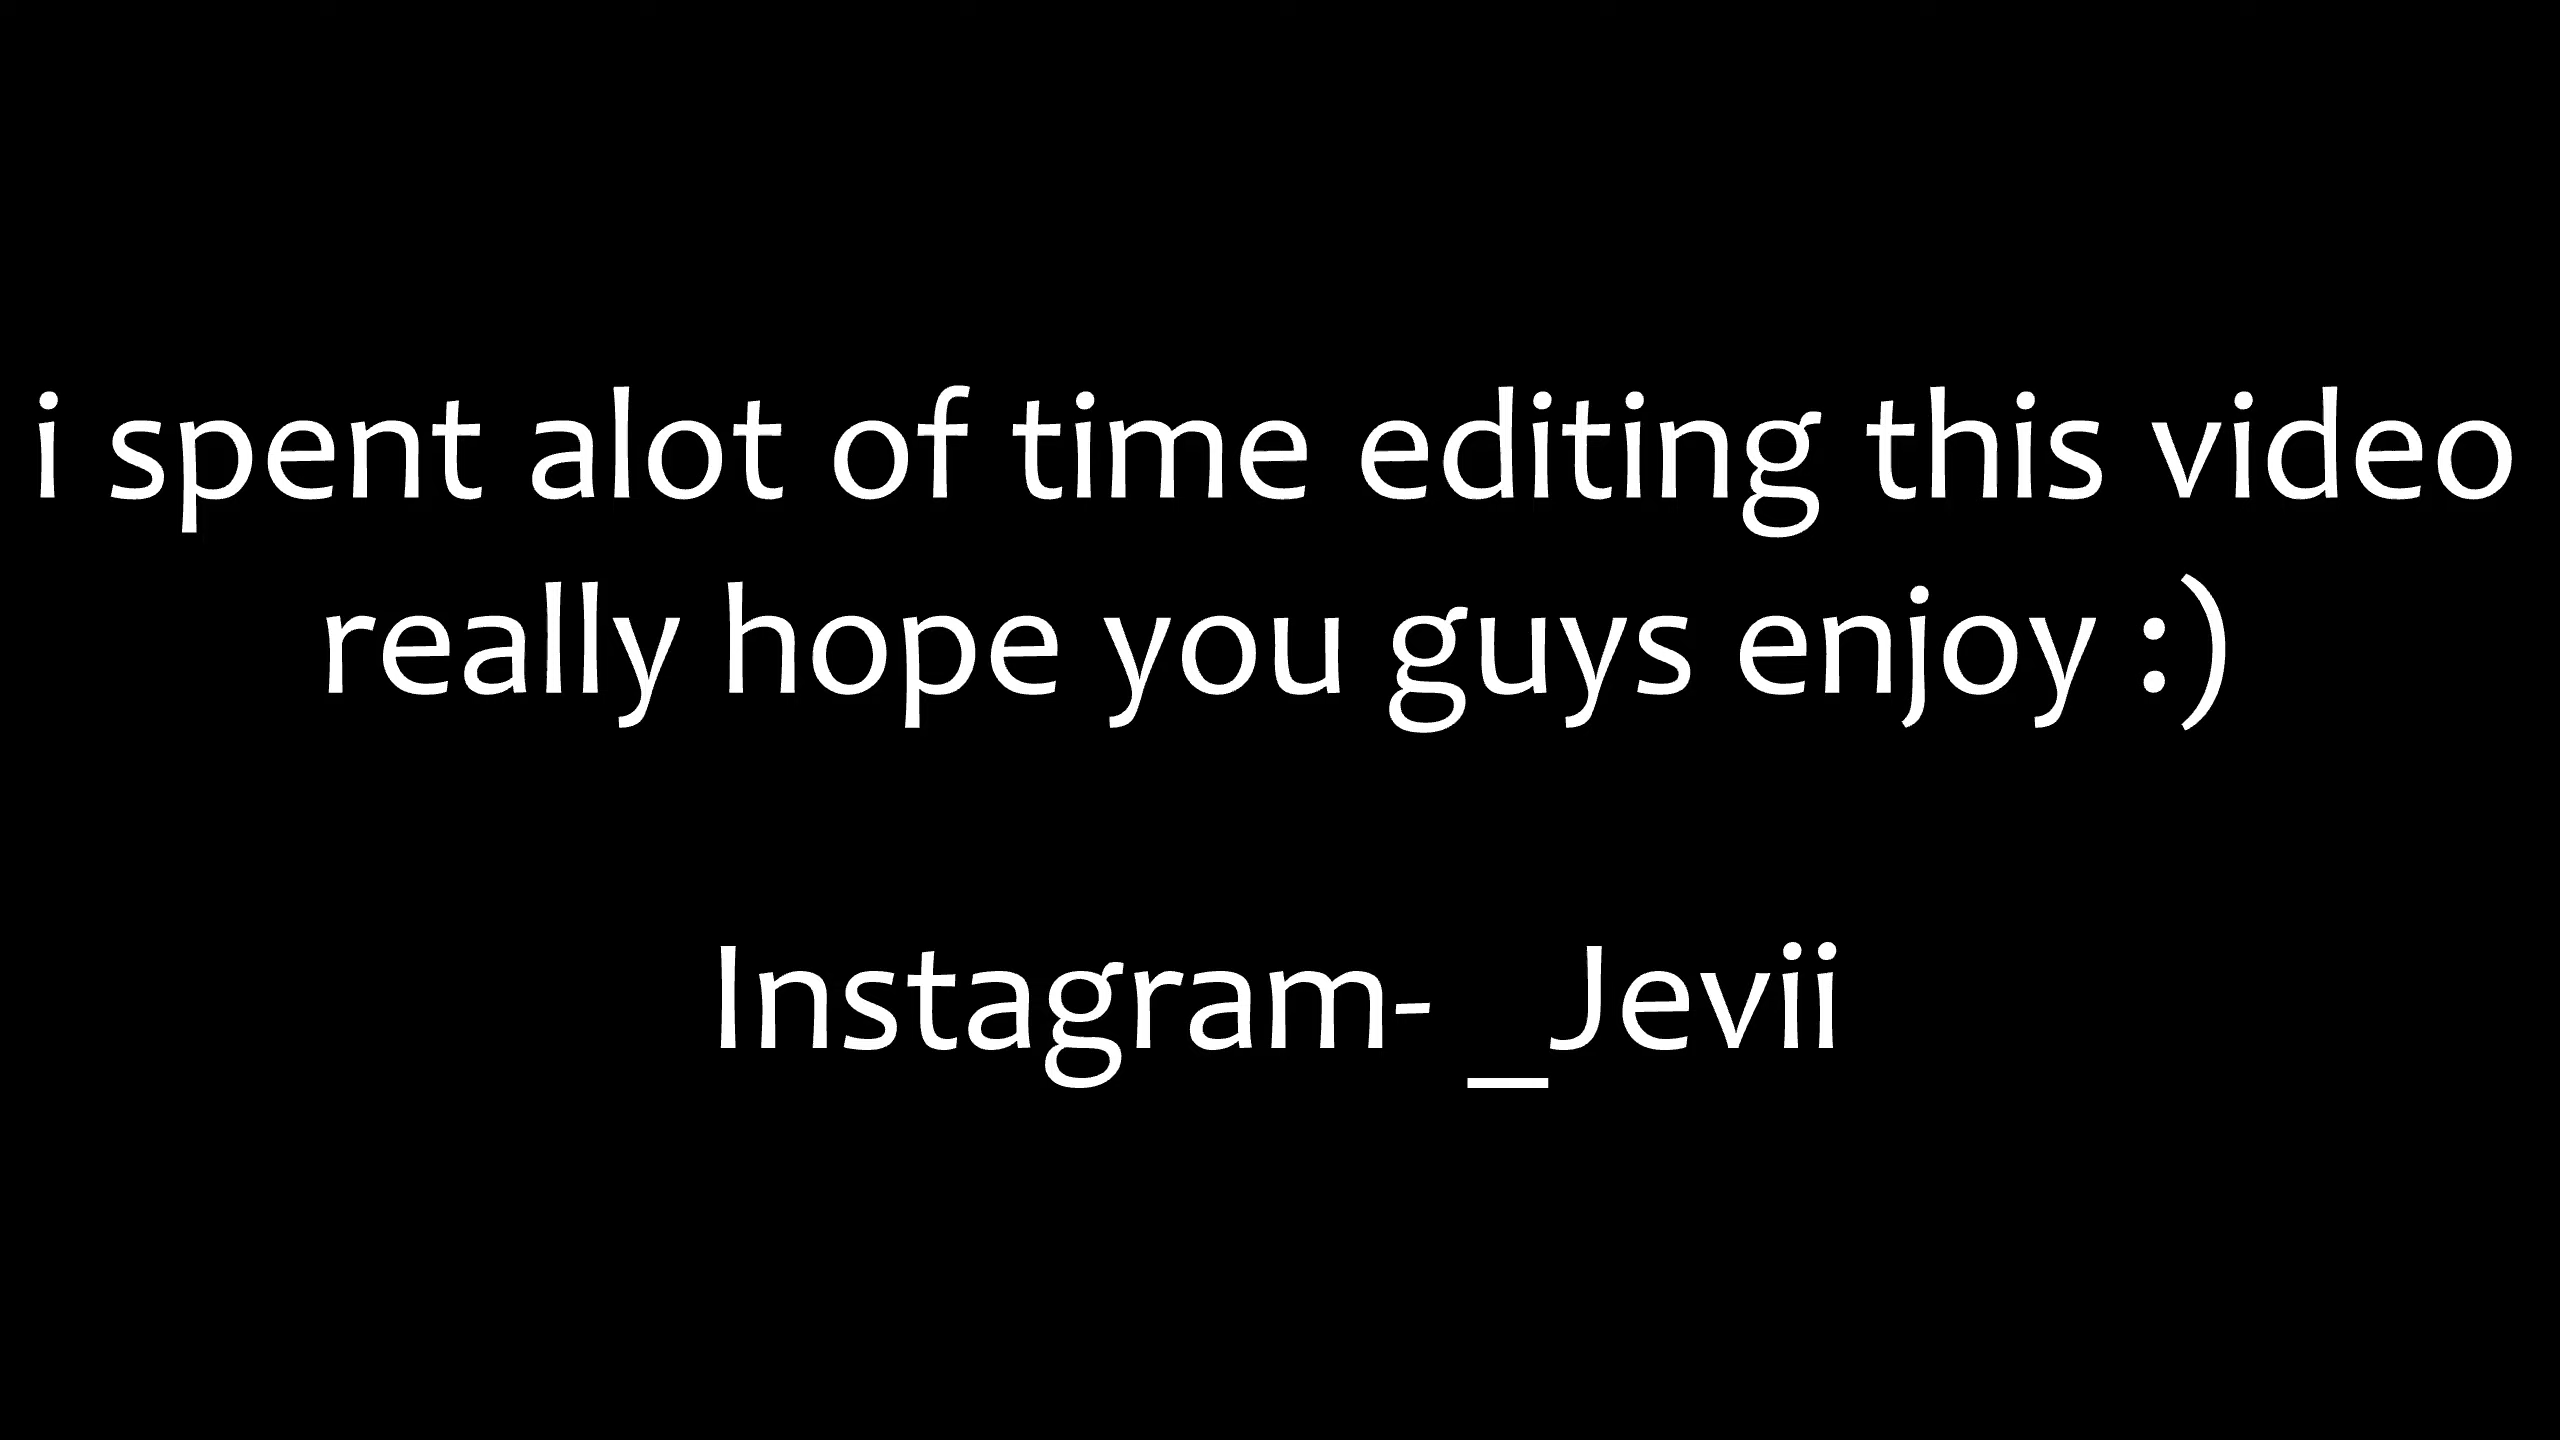 i spent alot of time editing this video
really hope you guys enjoy :)
Instagram- _Jevii